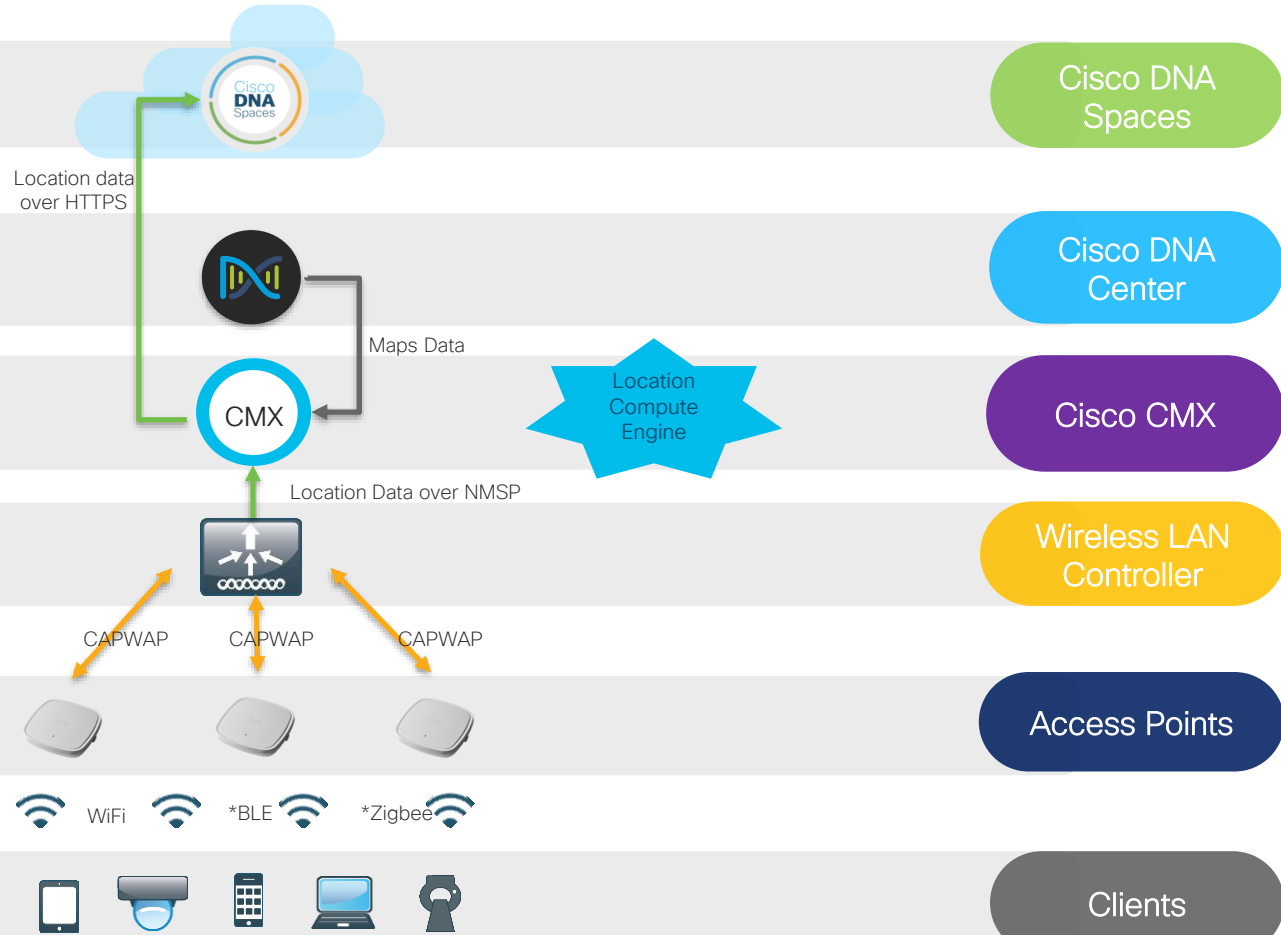 Cisco
DNA
Spaces
Cisco DNA
Spaces
Location data
over HTTPS
Cisco DNA
Center
Maps Data
CMX
Location
Compute
Engine
Cisco CMX
Location Data over NMSP
Wireless LAN
Controller
CAPWAP
CAPWAP
CAPWAP
Access Points
WiFi
*BLE
*Zigbee
Clients